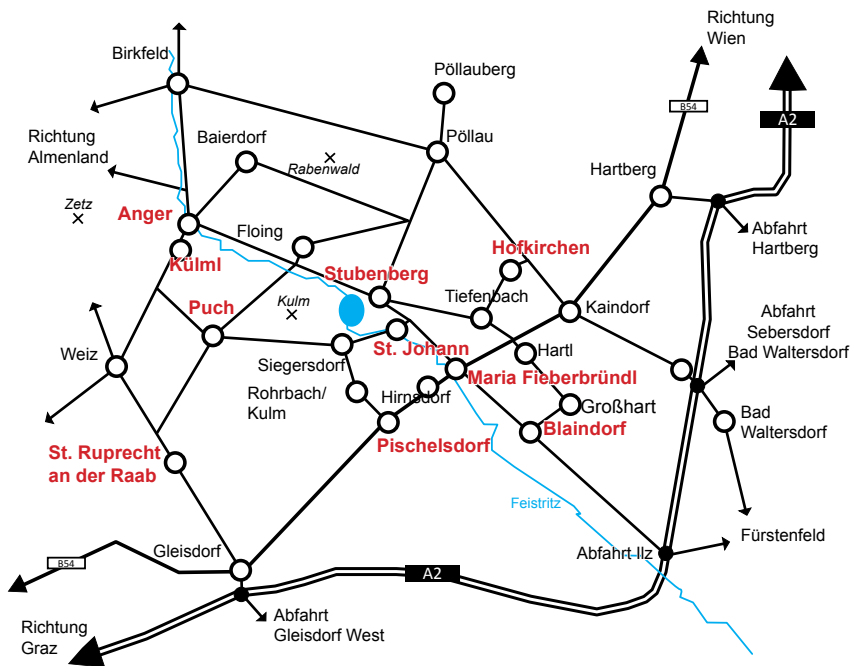 Richtung
Wien
Birkfeld
Pöllauberg
B54
A2
Richtung
Almenland
Baierdorf
Rabenwald
Pöllau
Hartberg
Zetz
Anger
Floing
Hofkirchen
Abfahrt
Hartberg
Külml
Stubenberg
Puch
Kulm
Tiefenbach
Kaindorf
Abfahrt
Sebersdorf
Bad Waltersdorf
Weiz
Siegersdorf
St. Johann
Hartl
Rohrbach/
Kulm
Hirnsdorf
Maria Fieberbründl
Großhart
Bad
Waltersdorf
Pischelsdorf
Blaindorf
St. Ruprecht
an der Raab
Feistritz
Fürstenfeld
Gleisdorf
Abfahrt Ilz
B54
A2
Abfahrt
Gleisdorf West
Richtung
Graz